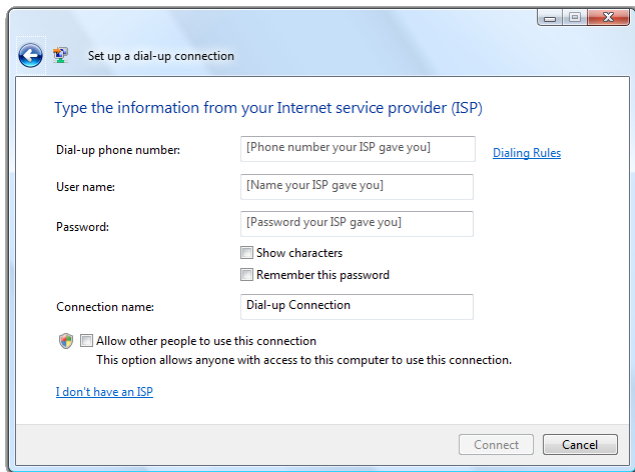 Set up a dial-up connection
Type the information from your Internet service provider (ISP)
Dial-up phone number: [Phone number your ISP gave you] Dialing Rules
User name: [Name your ISP gave you]
Password: [Password your ISP gave you]
Show characters
Remember this password
Connection name: Dial-up Connection
Allow other people to use this connection
This option allows anyone with access to this computer to use this connection.
I don't have an ISP
Connect Cancel